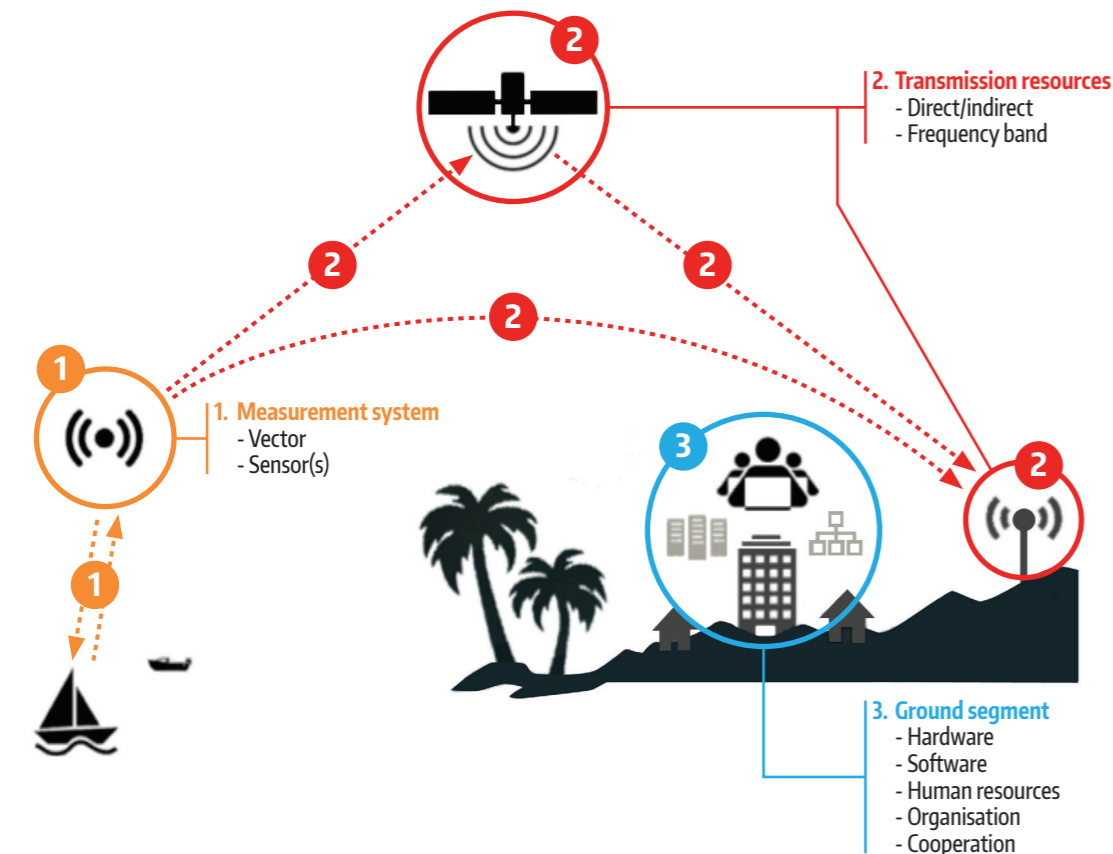 2
2. Transmission resources
- Direct/indirect
- Frequency band
2
2
2
1
1. Measurement system
- Vector
- Sensor(s)
3
2
1
3. Ground segment
- Hardware
- Software
- Human resources
- Organisation
- Cooperation